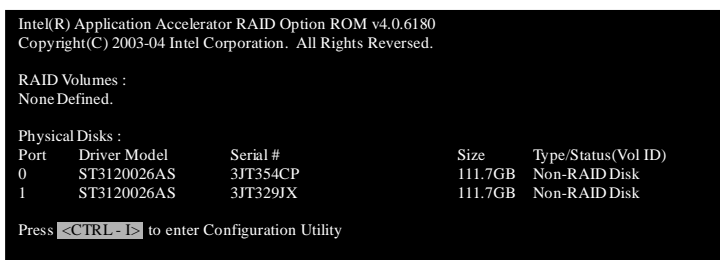 Intel(R) Application Accelerator RAID Option ROM v4.0.6180
Copyright(C) 2003-04 Intel Corporation. All Rights Reversed.
RAID Volumes :
None Defined.
Physical Disks :
Port Driver Model Serial # Size Type/Status(Vol ID)
0 ST3120026AS 3JT354CP 111.7GB Non-RAID Disk
1 ST3120026AS 3JT329JX 111.7GB Non-RAID Disk
Press <CTRL - I> to enter Configuration Utility